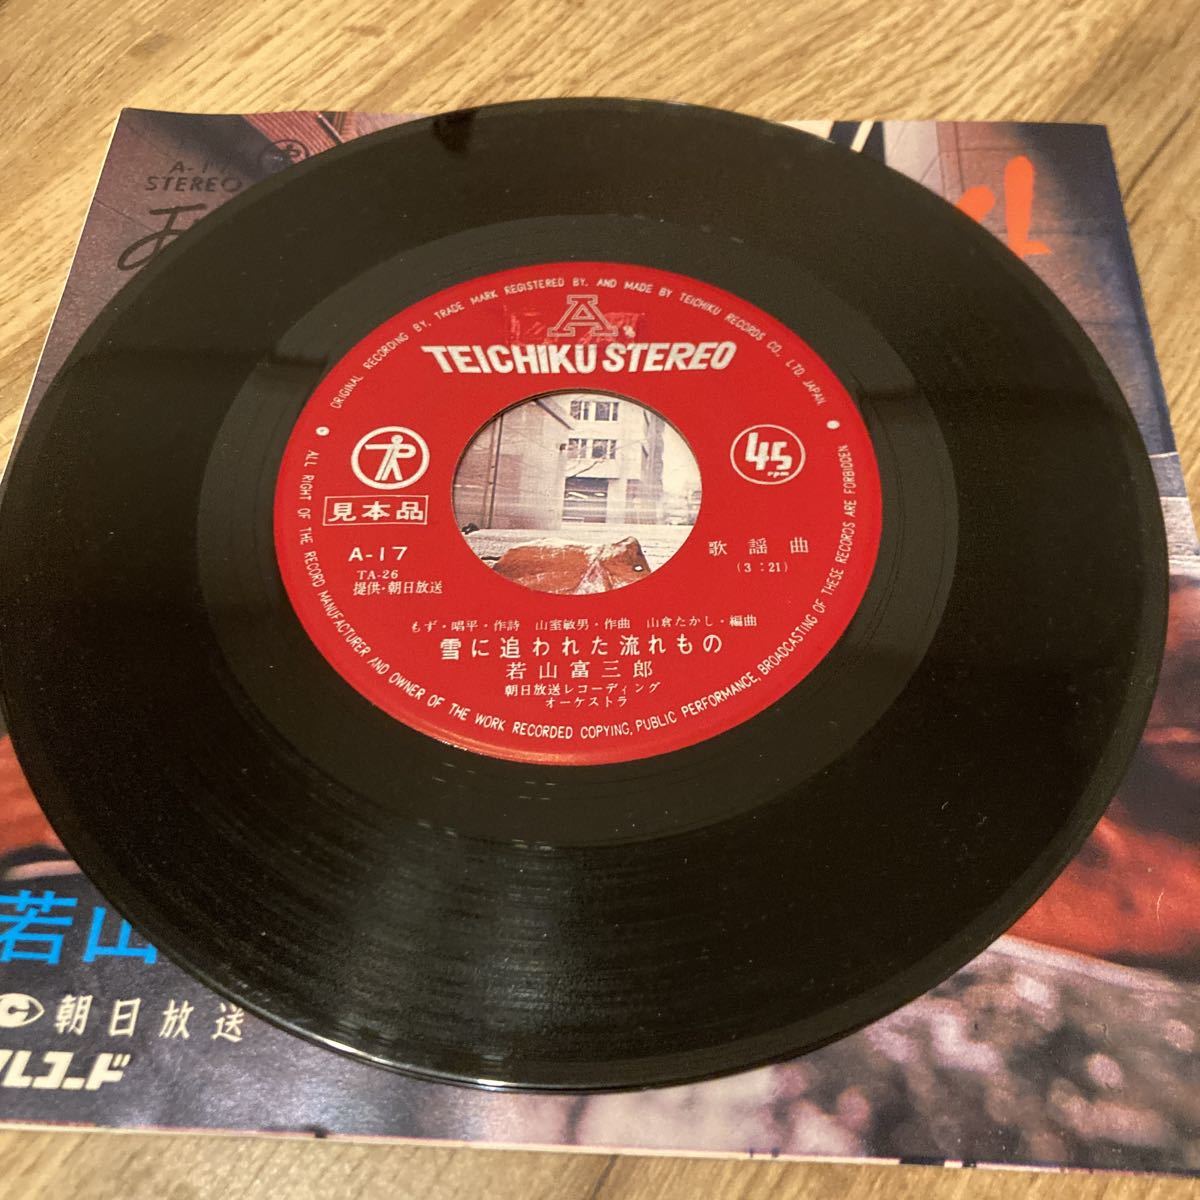 A-17
STEREO
ORIGINAL RECORDING BY, TRADE MARK REGISTERED BY, AND MADE BY TEICHIKU RECORDS CO., LTD. JAPAN
A
TEICHIKU STEREO
TR
45
rpm
見本品
A-17
TA-26
提供・朝日放送
歌謡曲
(3:21)
もず・唱平・作詩 山室敏男・作曲 山倉たかし・編曲
雪に追われた流れもの
若山富三郎
朝日放送レコーディング
オーケストラ
ALL RIGHT OF THE RECORD MANUFACTURER AND OWNER OF THE WORK RECORDED COPYING, PUBLIC PERFORMANCE, BROADCASTING OF THESE RECORDS ARE FORBIDDEN
若山
朝日放送
レコード